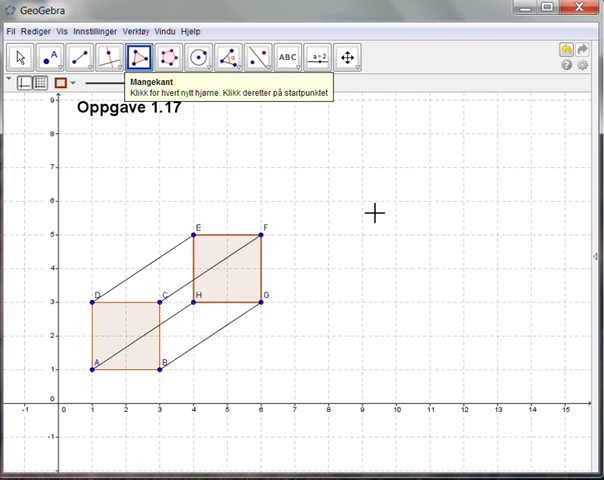 GeoGebra
Fil Rediger Vis Innstillinger Verktøy Vindu Hjelp
A α ABC a=2
Mangekant
Klikk for hvert nytt hjørne. Klikk deretter på startpunktet
Oppgave 1.17
9
8
7
6
5
4
3
2
1
0
-1
E F
D C H G
A B
-1 0 1 2 3 4 5 6 7 8 9 10 11 12 13 14 15